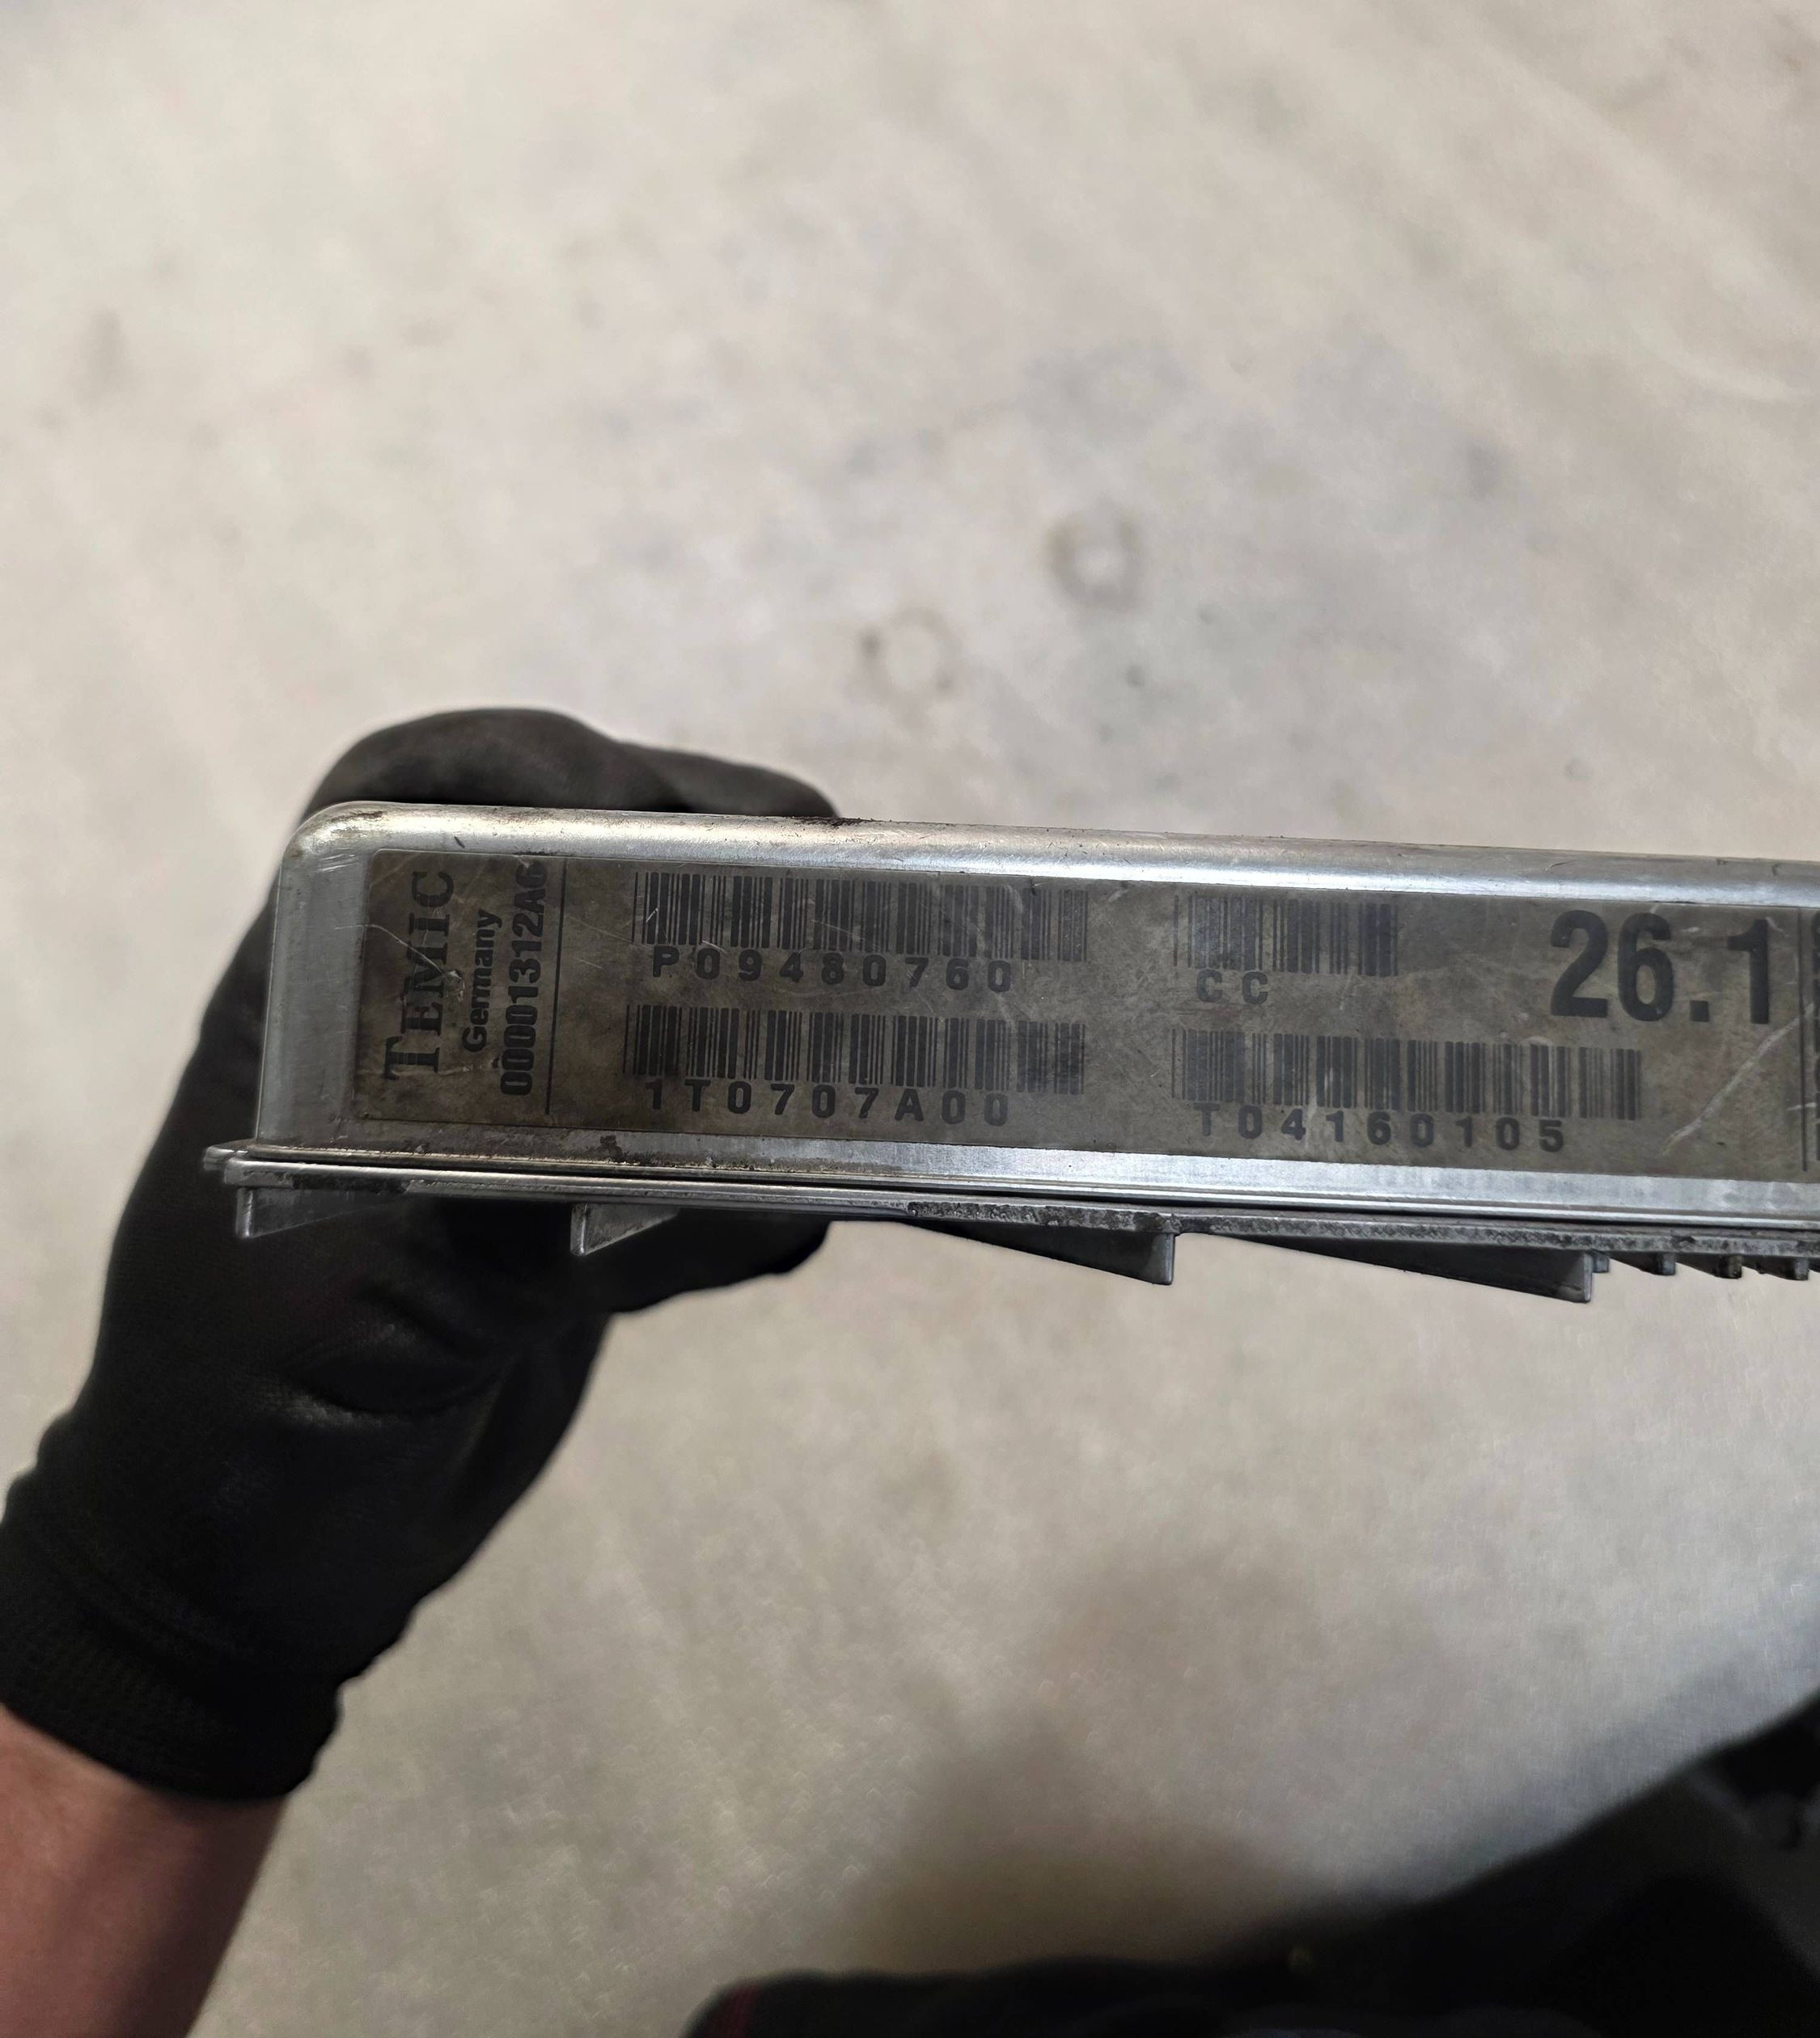 TEMIC
Germany
00001312A6
P09480760
1T0707A00
CC
T04160105
26.1